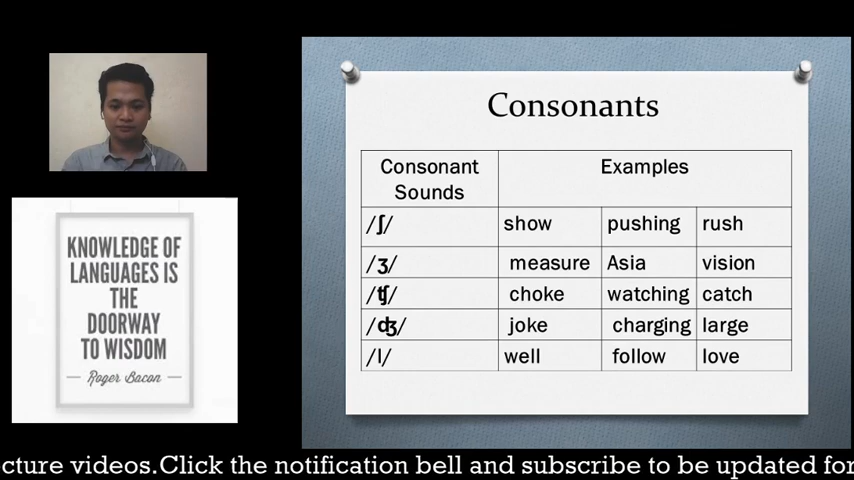 Consonants
Consonant Sounds Examples
/ʃ/ show pushing rush
/ʒ/ measure Asia vision
/ʧ/ choke watching catch
/ʤ/ joke charging large
/l/ well follow love
KNOWLEDGE OF
LANGUAGES IS
THE
DOORWAY
TO WISDOM
— Roger Bacon —
cture videos.Click the notification bell and subscribe to be updated for